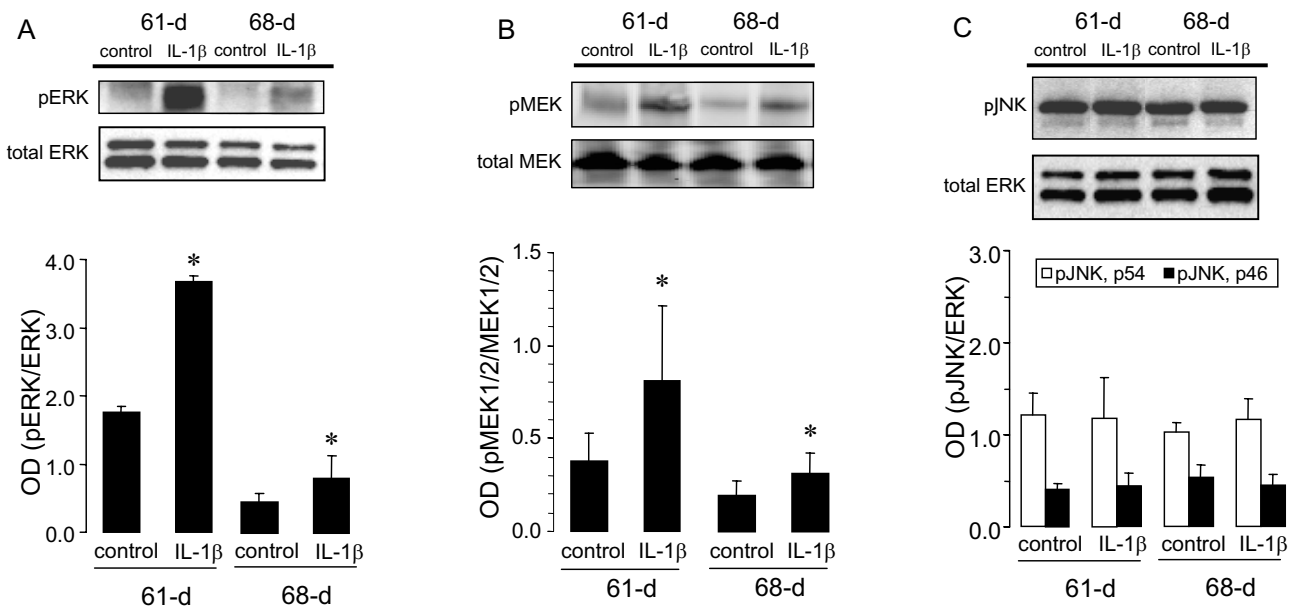 A
61-d 68-d
control IL-1β control IL-1β
pERK
total ERK
OD (pERK/ERK)
4.0
3.0
2.0
1.0
0.0
*
*
control IL-1β control IL-1β
61-d 68-d
B
61-d 68-d
control IL-1β control IL-1β
pMEK
total MEK
OD (pMEK1/2/MEK1/2)
1.5
1.0
0.5
0.0
*
*
control IL-1β control IL-1β
61-d 68-d
C
61-d 68-d
control IL-1β control IL-1β
pJNK
total ERK
OD (pJNK/ERK)
3.0
2.0
1.0
0.0
pJNK, p54 pJNK, p46
control IL-1β control IL-1β
61-d 68-d